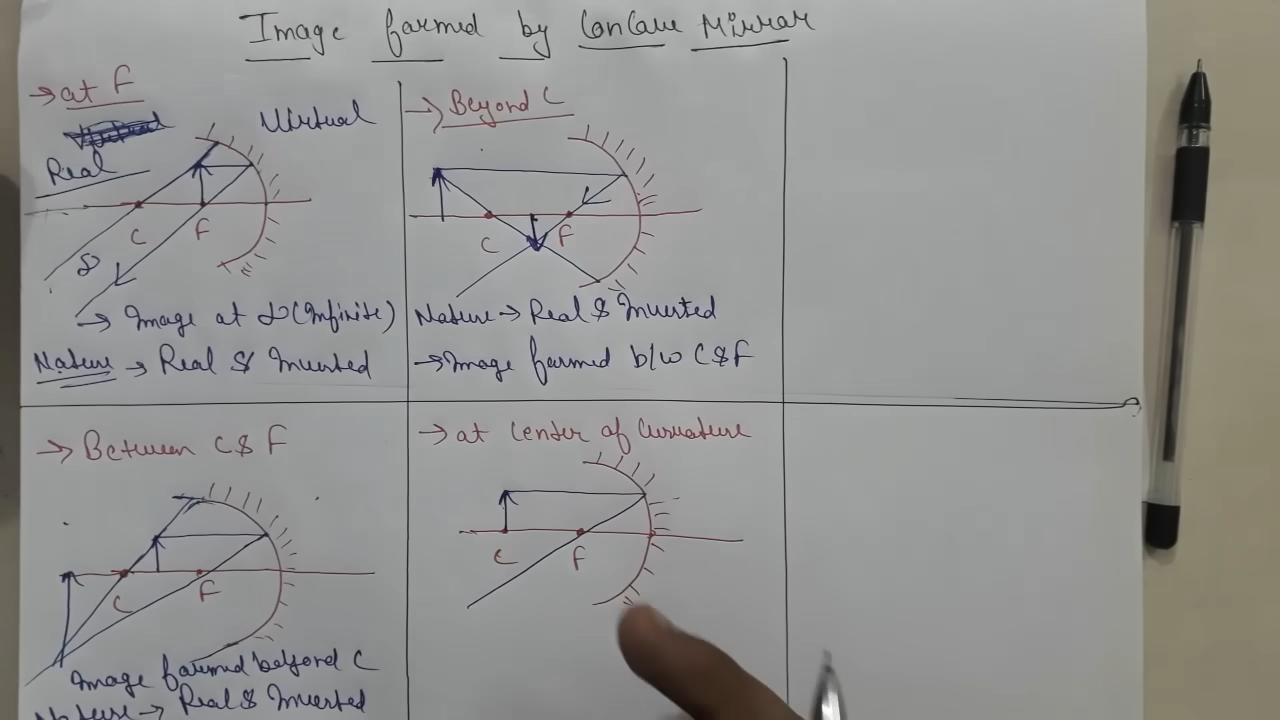 Image formed by Concave Mirror
→ at F
Virtual
Real
C F
∞
→ Image at ∞ (Infinite)
Nature → Real & Inverted
→ Beyond C
C F
Nature → Real & Inverted
→ Image formed b/w C & F
→ Between C & F
C F
Image formed beyond C
Nature → Real & Inverted
→ at Center of Curvature
C F